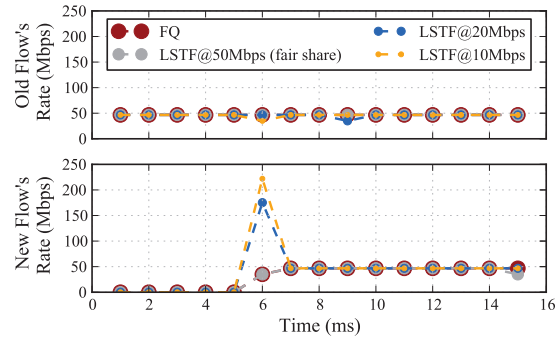 250
200
150
100
50
0
Old Flow's
Rate (Mbps)
FQ
LSTF@50Mbps (fair share)
LSTF@20Mbps
LSTF@10Mbps
250
200
150
100
50
0
New Flow's
Rate (Mbps)
0 2 4 6 8 10 12 14 16
Time (ms)